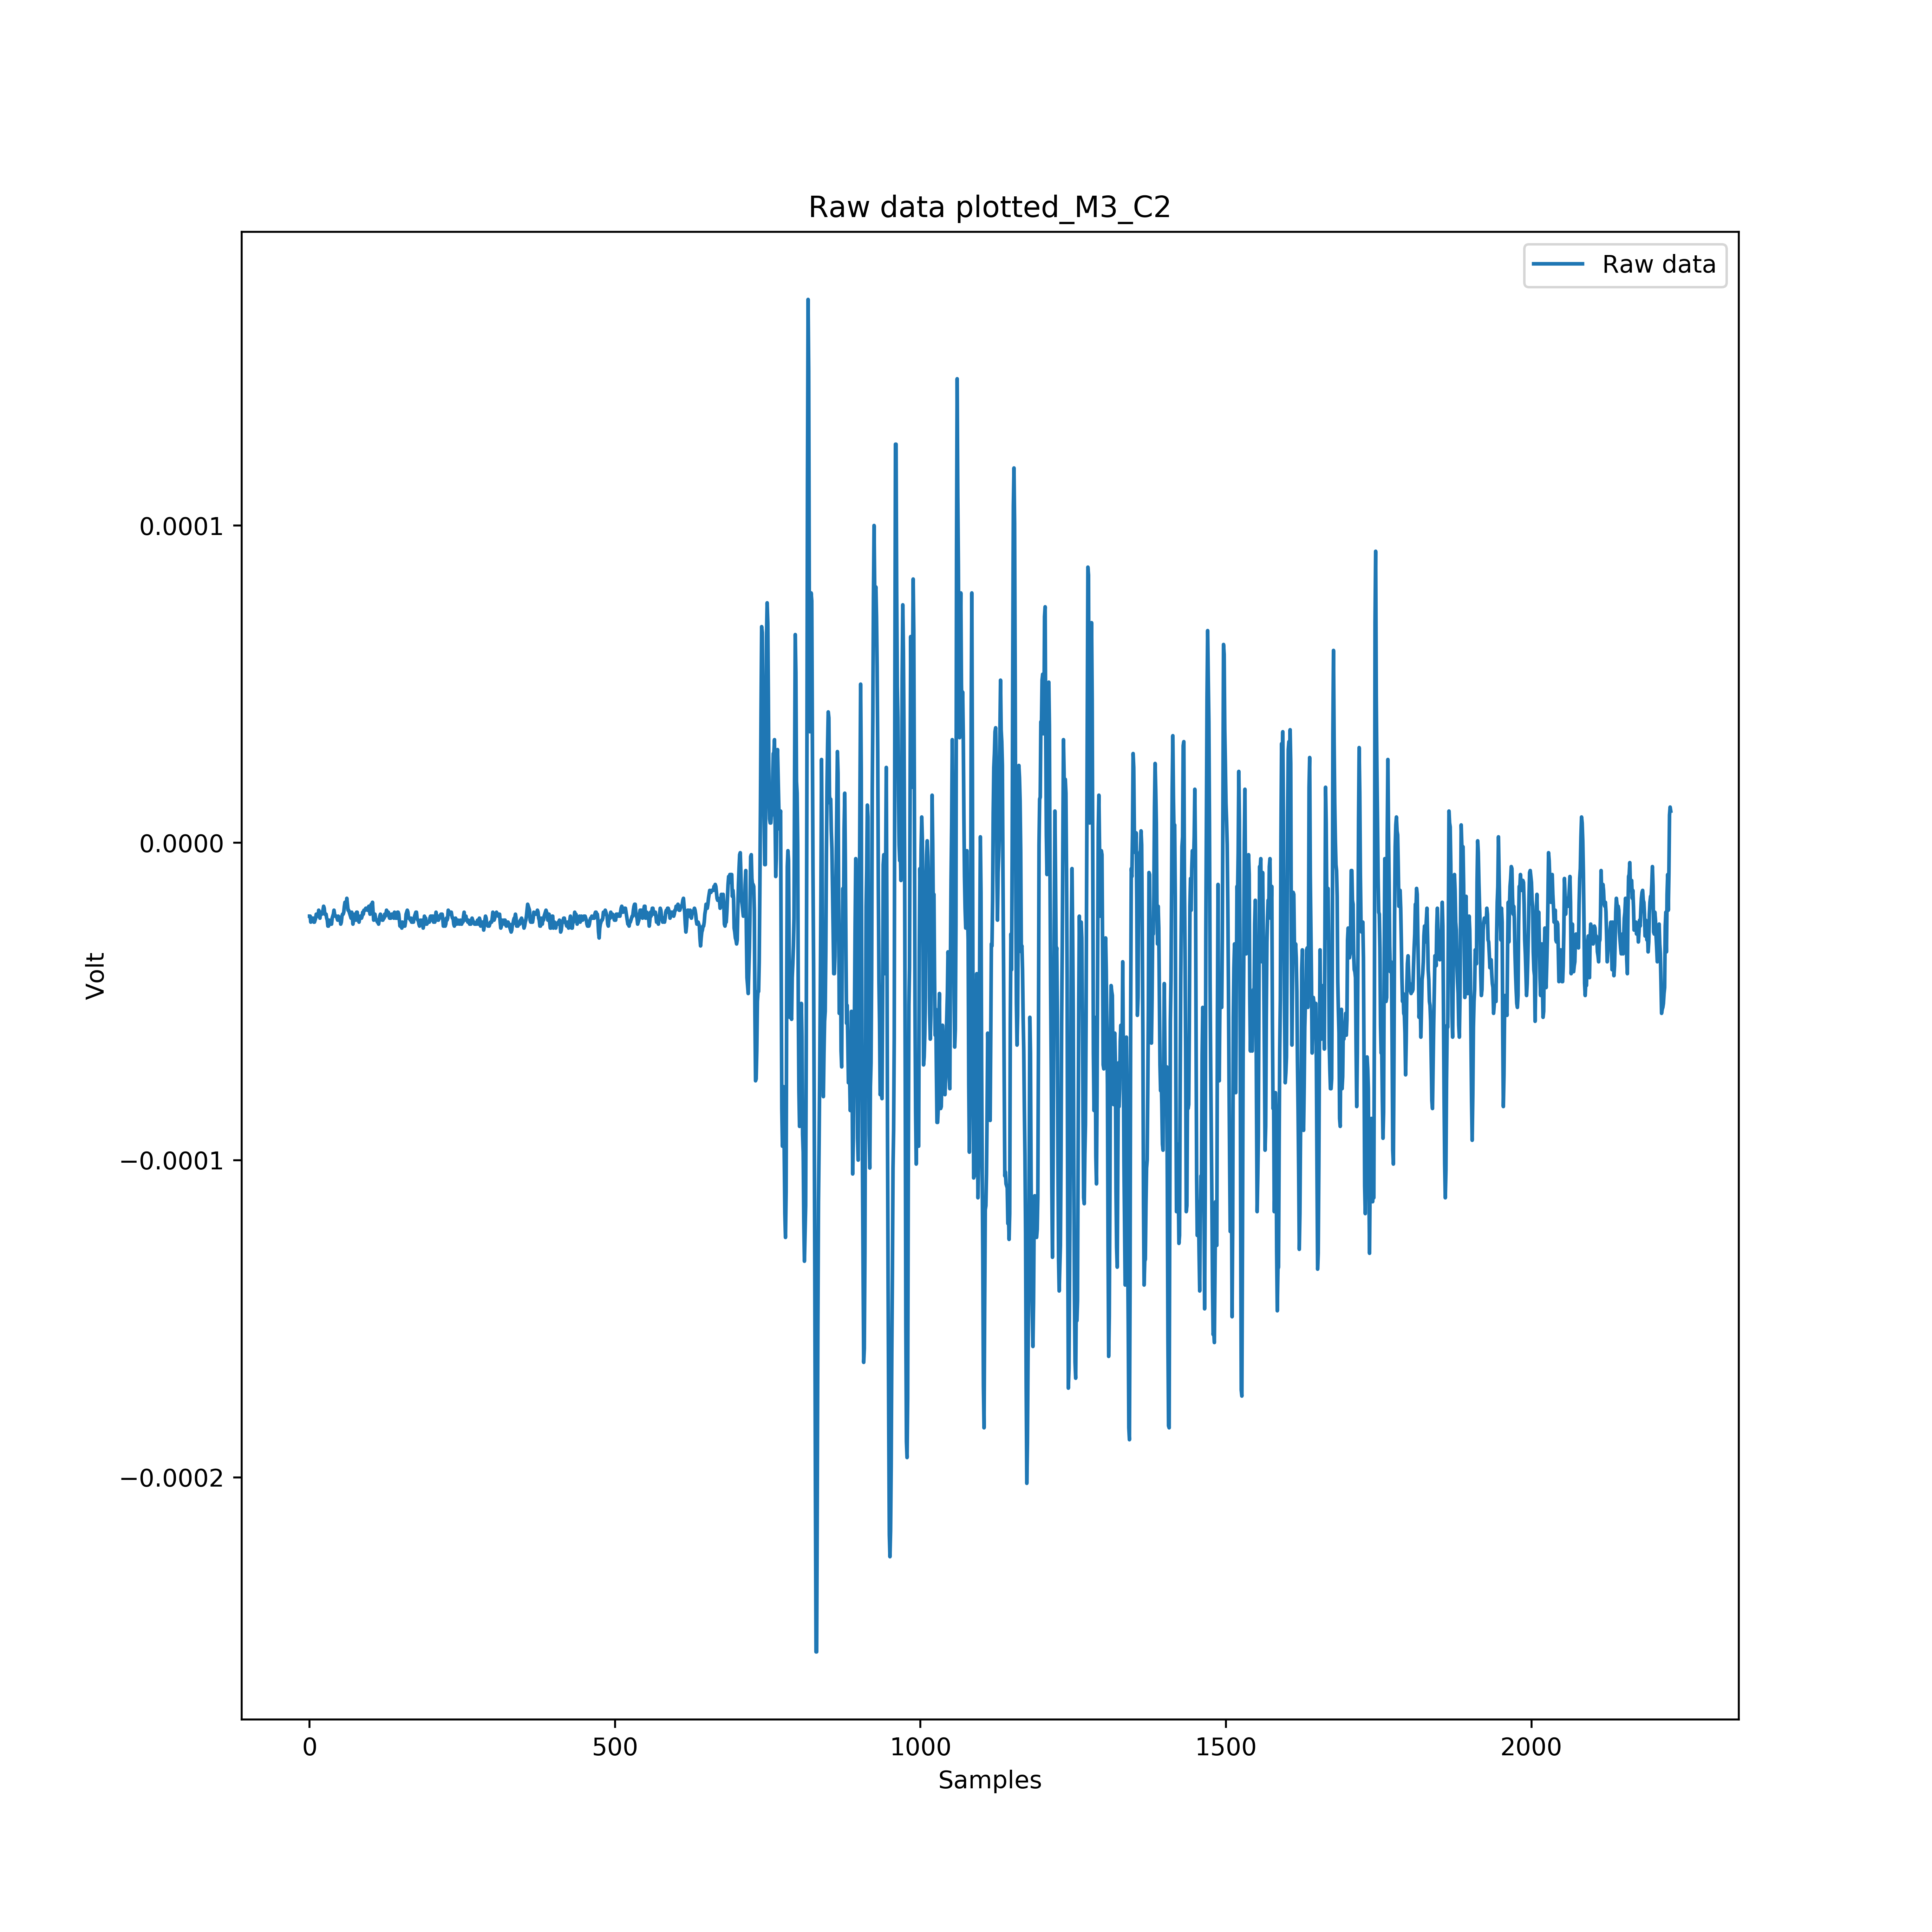 Raw data plotted_M3_C2
Raw data
Volt
0.0001
0.0000
−0.0001
−0.0002
0 500 1000 1500 2000
Samples